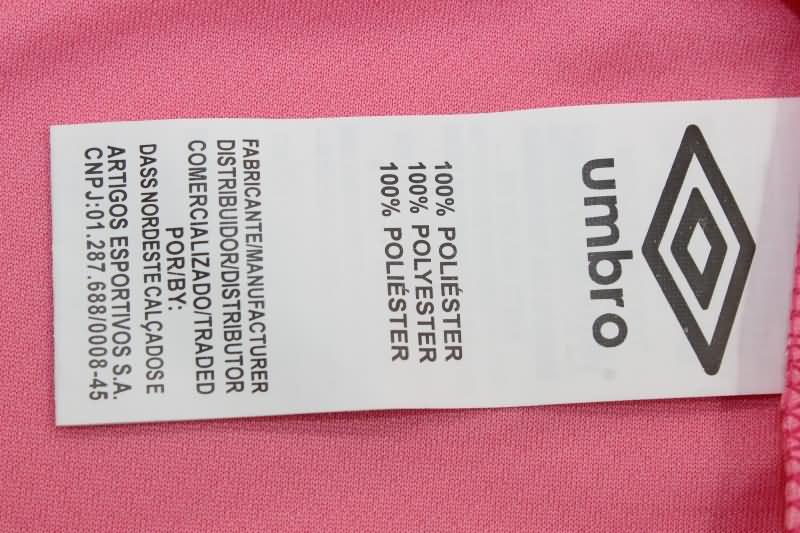 umbro
100% POLIÉSTER
100% POLYESTER
100% POLIÉSTER
FABRICANTE/MANUFACTURER
DISTRIBUIDOR/DISTRIBUTOR
COMERCIALIZADO/TRADED
POR/BY:
DASS NORDESTE CALÇADOS E
ARTIGOS ESPORTIVOS S.A.
CNPJ:01.287.688/0008-45